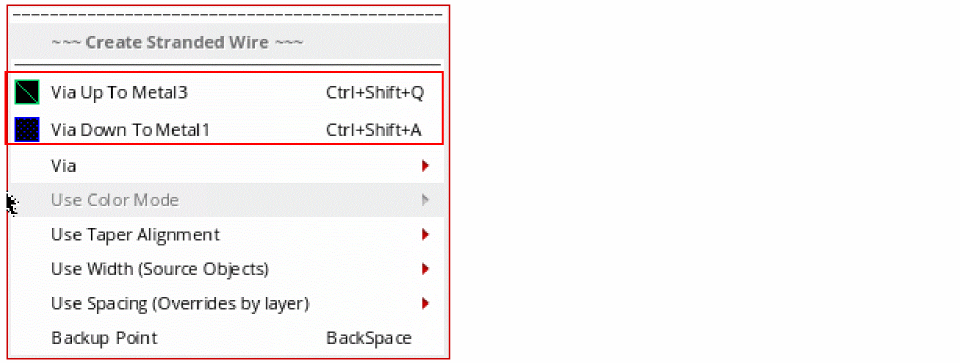 ~~~ Create Stranded Wire ~~~
Via Up To Metal3 Ctrl+Shift+Q
Via Down To Metal1 Ctrl+Shift+A
Via
Use Color Mode
Use Taper Alignment
Use Width (Source Objects)
Use Spacing (Overrides by layer)
Backup Point BackSpace